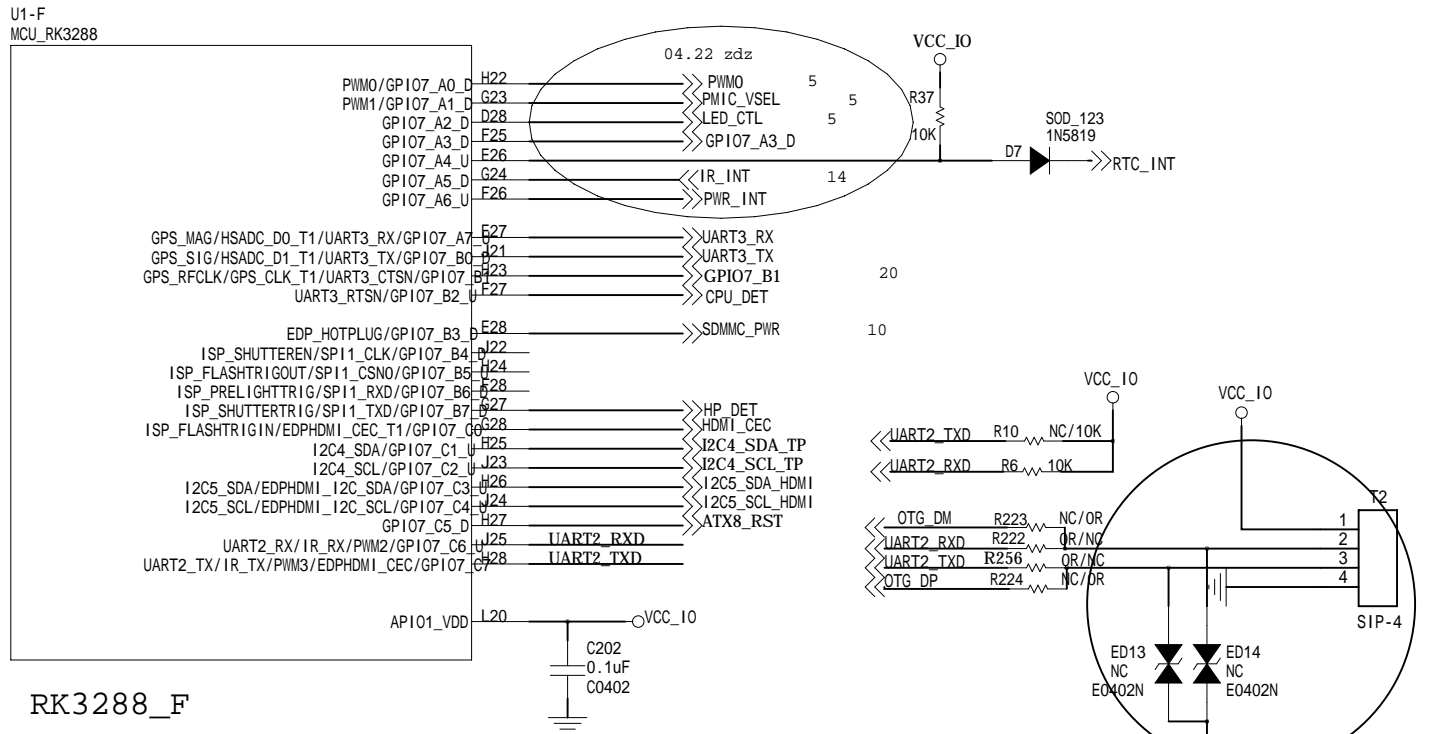 U1-F
MCU_RK3288
04.22 zdz
VCC_IO
PWM0/GPIO7_A0_D H22 PWM0 5
PWM1/GPIO7_A1_D G23 PMIC_VSEL 5
R37
GPIO7_A2_D D28 LED_CTL 5
SOD_123
1N5819
GPIO7_A3_D F25 GPIO7_A3_D
10K
GPIO7_A4_U E26 D7 RTC_INT
GPIO7_A5_D G24 IR_INT 14
GPIO7_A6_U F26 PWR_INT
GPS_MAG/HSADC_D0_T1/UART3_RX/GPIO7_A7_U E27 UART3_RX
GPS_SIG/HSADC_D1_T1/UART3_TX/GPIO7_B0_D J21 UART3_TX
GPS_RFCLK/GPS_CLK_T1/UART3_CTSN/GPIO7_B1 H23 GPIO7_B1 20
UART3_RTSN/GPIO7_B2_U F27 CPU_DET
EDP_HOTPLUG/GPIO7_B3_D E28 SDMMC_PWR 10
ISP_SHUTTEREN/SPI1_CLK/GPIO7_B4_D J22
ISP_FLASHTRIGOUT/SPI1_CSN0/GPIO7_B5_U H24
ISP_PRELIGHTTRIG/SPI1_RXD/GPIO7_B6_D F28
ISP_SHUTTERTRIG/SPI1_TXD/GPIO7_B7_D G27 HP_DET
ISP_FLASHTRIGIN/EDPHDMI_CEC_T1/GPIO7_C0 G28 HDMI_CEC
I2C4_SDA/GPIO7_C1_U H25 I2C4_SDA_TP
I2C4_SCL/GPIO7_C2_U J23 I2C4_SCL_TP
I2C5_SDA/EDPHDMI_I2C_SDA/GPIO7_C3_U H26 I2C5_SDA_HDMI
I2C5_SCL/EDPHDMI_I2C_SCL/GPIO7_C4_U J24 I2C5_SCL_HDMI
GPIO7_C5_D H27 ATX8_RST
UART2_RX/IR_RX/PWM2/GPIO7_C6_U J25 UART2_RXD
UART2_TX/IR_TX/PWM3/EDPHDMI_CEC/GPIO7_C7 H28 UART2_TXD
APIO1_VDD L20 VCC_IO
C202
0.1uF
C0402
RK3288_F
VCC_IO
VCC_IO
UART2_TXD R10 NC/10K
UART2_RXD R6 10K
T2
OTG_DM R223 NC/0R 1
UART2_RXD R222 0R/NC 2
UART2_TXD R256 0R/NC 3
OTG_DP R224 NC/0R 4
SIP-4
ED13
NC
E0402N
ED14
NC
E0402N